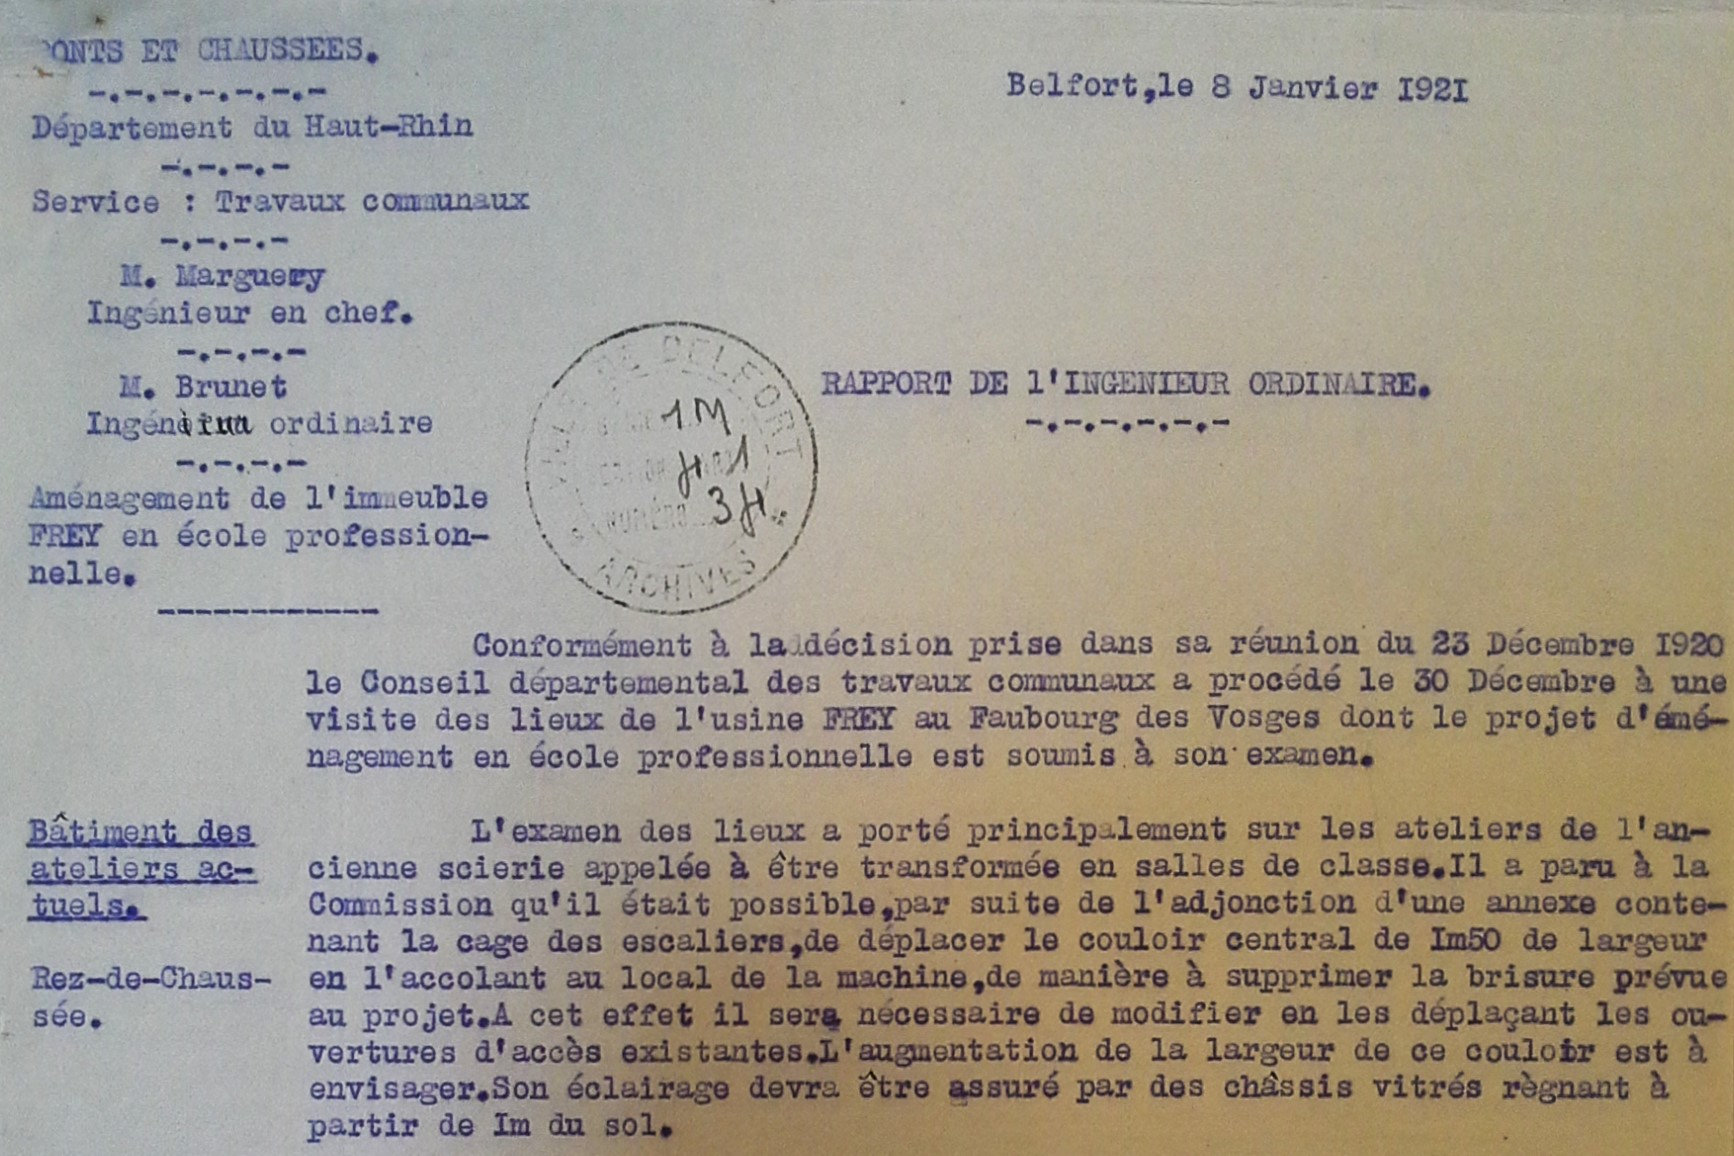 PONTS ET CHAUSSEES.
-.-.-.-.-.-.-
Belfort,le 8 Janvier I92I
Département du Haut-Rhin
-.-.-.-
Service : Travaux communaux
-.-.-.-
M. Marguery
Ingénieur en chef.
-.-.-.-
M. Brunet
ordinaire
-.-.-.-
Aménagement de l'immeuble
FREY en école profession-
nelle.
------------
VILLE DE BELFORT
1M
3H
NUMÉRO
ARCHIVES
RAPPORT DE l'INGENIEUR ORDINAIRE.
-.-.-.-.-.-
Conformément à la décision prise dans sa réunion du 23 Décembre I920
le Conseil départemental des travaux communaux a procédé le 30 Décembre à une
visite des lieux de l'usine FREY au Faubourg des Vosges dont le projet d'émé-
nagement en école professionnelle est soumis à son examen.
Bâtiment des
ateliers ac-
tuels.
L'examen des lieux a porté principalement sur les ateliers de l'an-
cienne scierie appelée à être transformée en salles de classe.Il a paru à la
Commission qu'il était possible,par suite de l'adjonction d'une annexe conte-
nant la cage des escaliers,de déplacer le couloir central de Im50 de largeur
Rez-de-Chaus-
sée.
en l'accolant au local de la machine,de manière à supprimer la brisure prévue
au projet.A cet effet il sera nécessaire de modifier en les déplaçant les ou-
vertures d'accès existantes.L'augmentation de la largeur de ce couloir est à
envisager.Son éclairage devra être assuré par des châssis vitrés règnant à
partir de Im du sol.